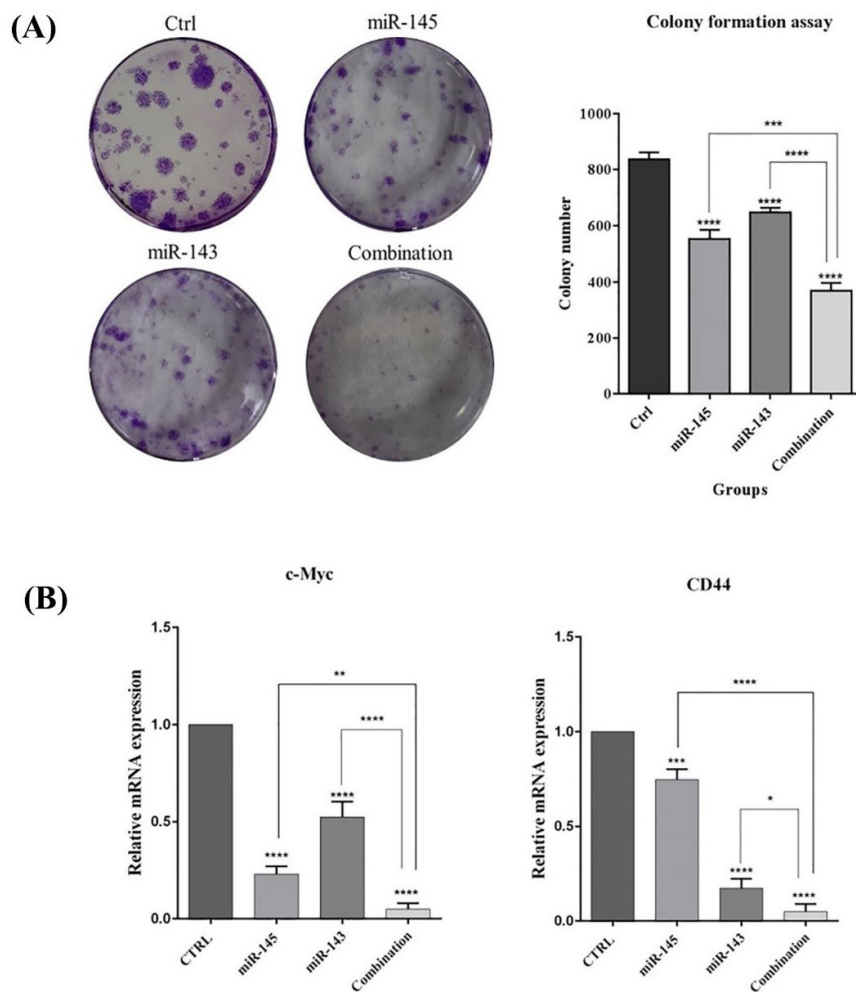 (A)
Ctrl
miR-145
miR-143
Combination
Colony formation assay
Colony number
1000
800
600
400
200
0
***
****
****
****
****
Ctrl
miR-145
miR-143
Combination
Groups
(B)
c-Myc
Relative mRNA expression
1.5
1.0
0.5
0.0
**
****
****
****
****
CTRL
miR-145
miR-143
Combination
CD44
Relative mRNA expression
1.5
1.0
0.5
0.0
****
***
*
****
****
CTRL
miR-145
miR-143
Combination